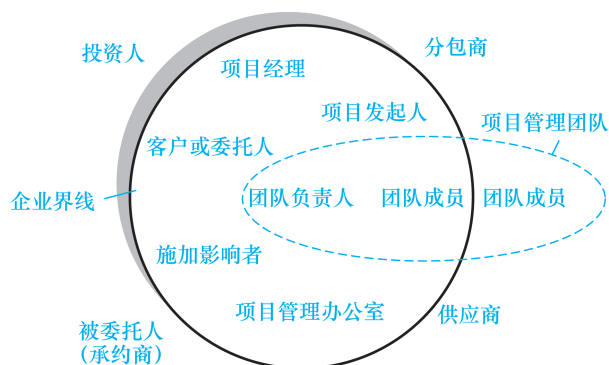 投资人
分包商
项目经理
项目发起人
项目管理团队
客户或委托人
企业界线
团队负责人
团队成员
团队成员
施加影响者
项目管理办公室
供应商
被委托人
(承约商)